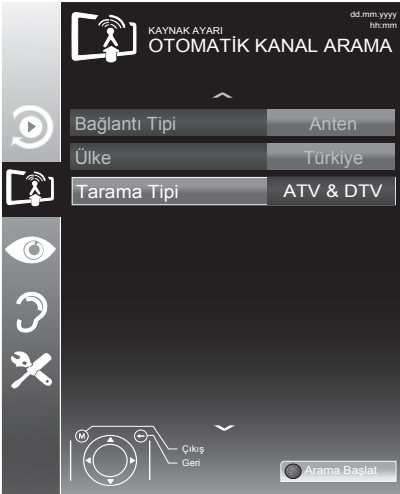 dd.mm.yyyy
hh:mm
KAYNAK AYARI
OTOMATİK KANAL ARAMA
Bağlantı Tipi Anten
Ülke Türkiye
Tarama Tipi ATV & DTV
M
Çıkış
Geri
Arama Başlat